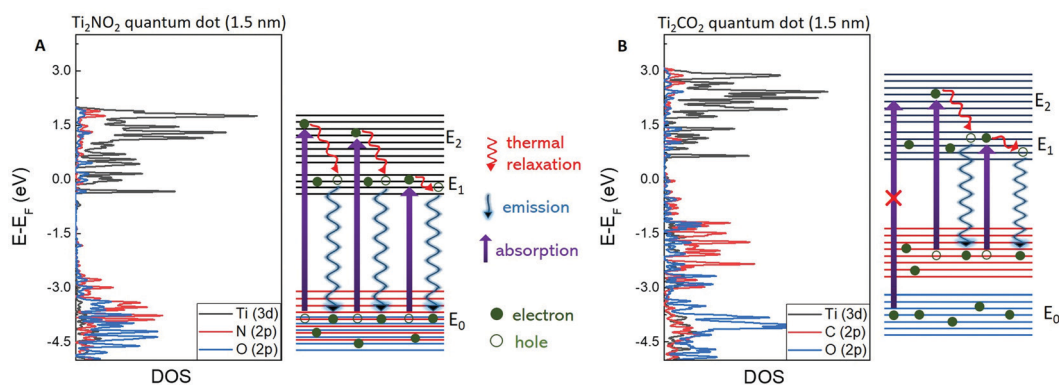 Ti₂NO₂ quantum dot (1.5 nm)
A
3.0
1.5
0.0
-1.5
-3.0
-4.5
E-E_F (eV)
DOS
Ti (3d)
N (2p)
O (2p)
E₂
E₁
E₀
thermal
relaxation
emission
absorption
electron
hole
Ti₂CO₂ quantum dot (1.5 nm)
B
3.0
1.5
0.0
-1.5
-3.0
-4.5
E-E_F (eV)
DOS
Ti (3d)
C (2p)
O (2p)
E₂
E₁
E₀